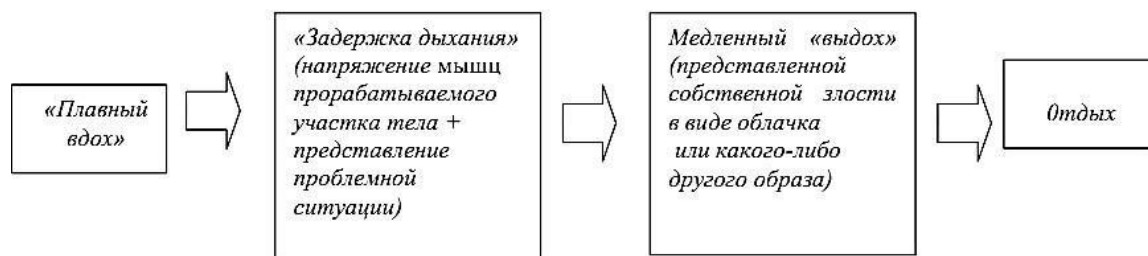 «Плавный
вдох»
«Задержка дыхания»
(напряжение мышц
прорабатываемого
участка тела +
представление
проблемной
ситуации)
Медленный «выдох»
(представленной
собственной злости
в виде облачка
или какого-либо
другого образа)
Отдых